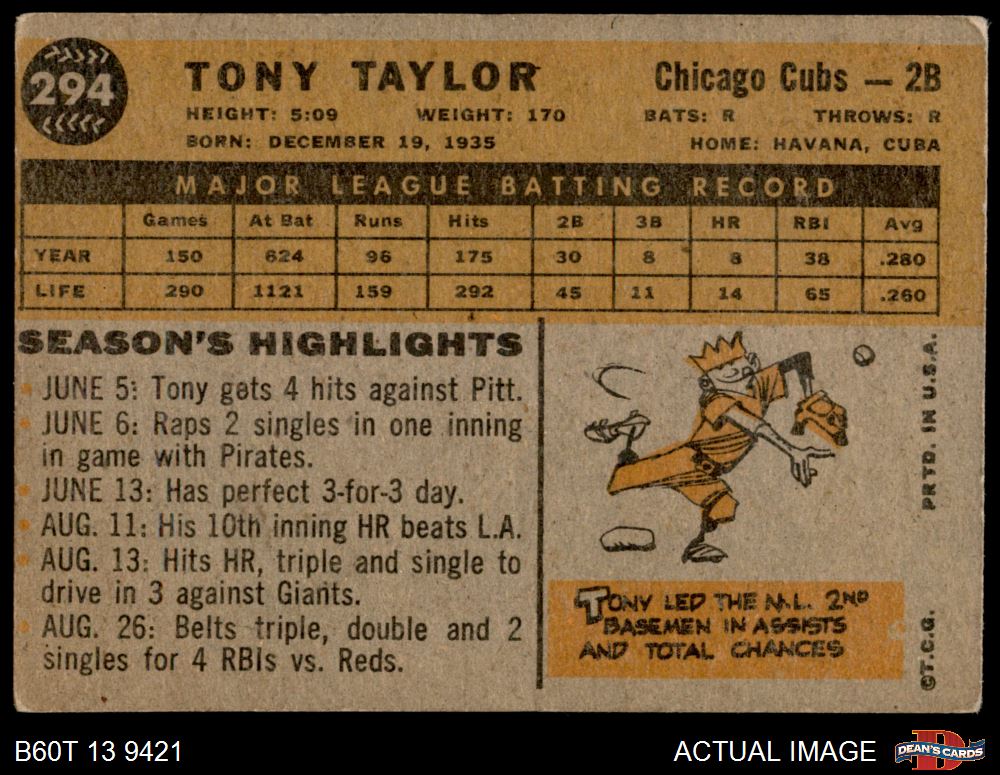 294
TONY TAYLOR
Chicago Cubs — 2B
HEIGHT: 5:09 WEIGHT: 170 BATS: R THROWS: R
BORN: DECEMBER 19, 1935 HOME: HAVANA, CUBA
MAJOR LEAGUE BATTING RECORD
Games At Bat Runs Hits 2B 3B HR RBI Avg
YEAR 150 624 96 175 30 8 8 38 .280
LIFE 290 1121 159 292 45 11 14 65 .260
SEASON'S HIGHLIGHTS
JUNE 5: Tony gets 4 hits against Pitt.
JUNE 6: Raps 2 singles in one inning
in game with Pirates.
JUNE 13: Has perfect 3-for-3 day.
AUG. 11: His 10th inning HR beats L.A.
AUG. 13: Hits HR, triple and single to
drive in 3 against Giants.
AUG. 26: Belts triple, double and 2
singles for 4 RBIs vs. Reds.
TONY LED THE N.L. 2ND
BASEMEN IN ASSISTS
AND TOTAL CHANCES
PRTD. IN U.S.A.
©T.C.G.
B60T 13 9421
ACTUAL IMAGE
DEAN'S CARDS